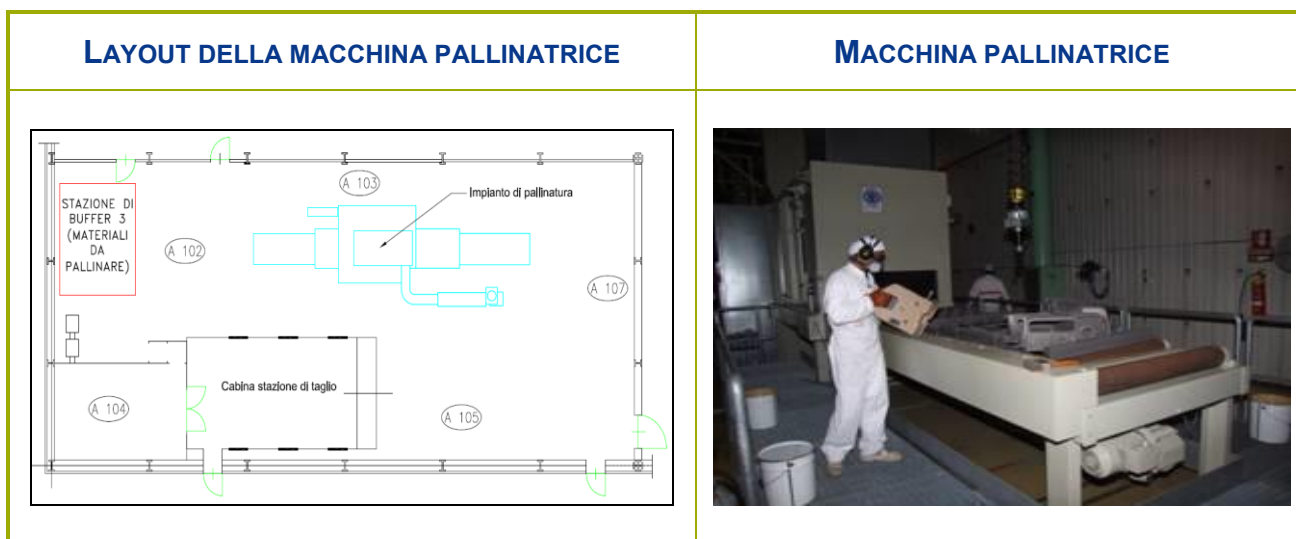 LAYOUT DELLA MACCHINA PALLINATRICE
MACCHINA PALLINATRICE
STAZIONE DI
BUFFER 3
(MATERIALI
DA
PALLINARE)
A 102
A 103
Impianto di pallinatura
A 107
Cabina stazione di taglio
A 104
A 105